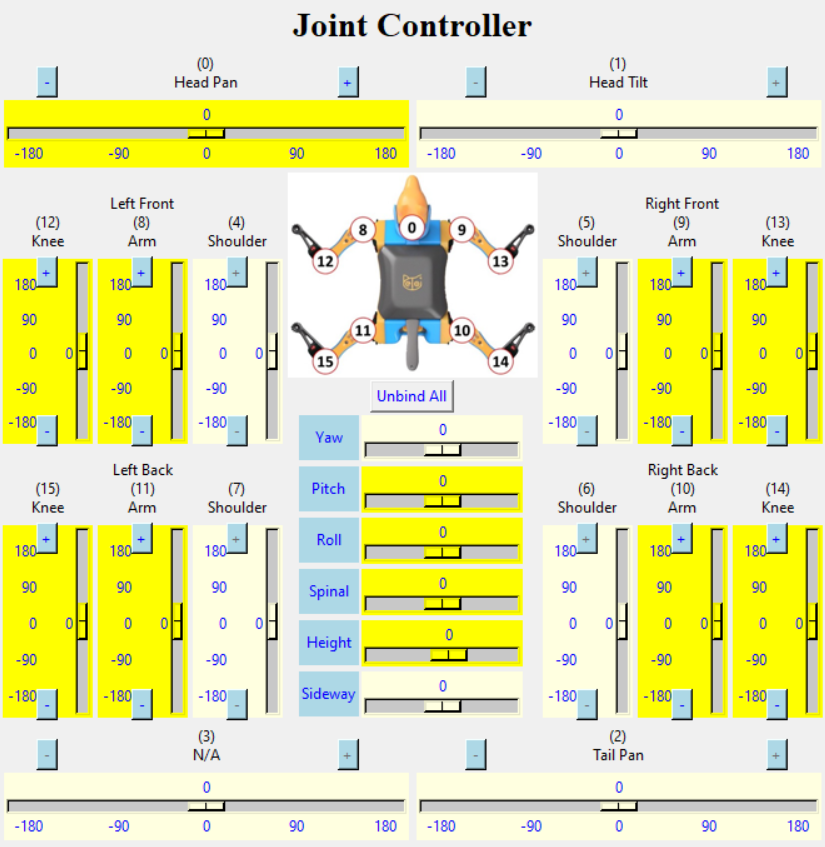 Joint Controller
(0)
Head Pan
- +
0
-180 -90 0 90 180
(1)
Head Tilt
- +
0
-180 -90 0 90 180
Left Front
(12) (8) (4)
Knee Arm Shoulder
+ + +
180 180 180
90 90 90
0 0 0 0 0 0
-90 -90 -90
-180 -180 -180
- - -
8 0 9
12 13
11 10
15 14
Right Front
(5) (9) (13)
Shoulder Arm Knee
+ + +
180 180 180
90 90 90
0 0 0 0 0 0
-90 -90 -90
-180 -180 -180
- - -
Unbind All
Yaw 0
Pitch 0
Roll 0
Spinal 0
Height 0
Sideway 0
Left Back
(15) (11) (7)
Knee Arm Shoulder
+ + +
180 180 180
90 90 90
0 0 0 0 0 0
-90 -90 -90
-180 -180 -180
- - -
Right Back
(6) (10) (14)
Shoulder Arm Knee
+ + +
180 180 180
90 90 90
0 0 0 0 0 0
-90 -90 -90
-180 -180 -180
- - -
(3)
N/A
- +
0
-180 -90 0 90 180
(2)
Tail Pan
- +
0
-180 -90 0 90 180